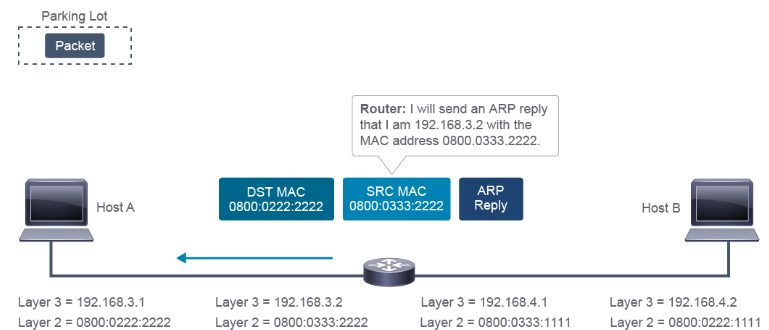 Parking Lot
Packet
Router: I will send an ARP reply
that I am 192.168.3.2 with the
MAC address 0800.0333.2222.
Host A
DST MAC
0800:0222:2222
SRC MAC
0800:0333:2222
ARP
Reply
Host B
Layer 3 = 192.168.3.1
Layer 2 = 0800:0222:2222
Layer 3 = 192.168.3.2
Layer 2 = 0800:0333:2222
Layer 3 = 192.168.4.1
Layer 2 = 0800:0333:1111
Layer 3 = 192.168.4.2
Layer 2 = 0800:0222:1111